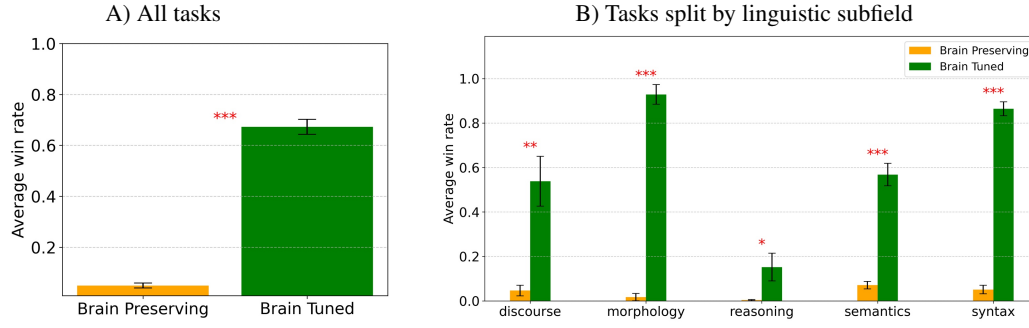 A) All tasks
B) Tasks split by linguistic subfield
Average win rate
1.0
0.8
0.6
0.4
0.2
***
Brain Preserving
Brain Tuned
Average win rate
1.0
0.8
0.6
0.4
0.2
0.0
Brain Preserving
Brain Tuned
**
***
*
***
***
discourse
morphology
reasoning
semantics
syntax